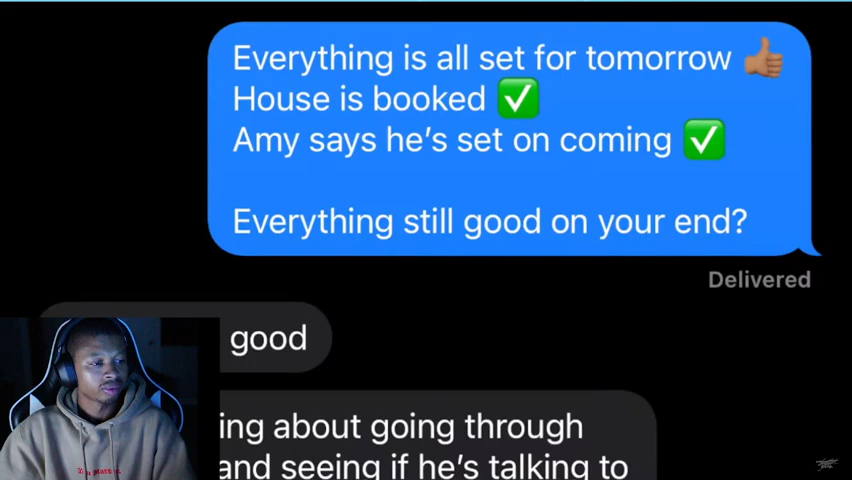 Everything is all set for tomorrow 👍🏽
House is booked ✅
Amy says he's set on coming ✅
Everything still good on your end?
Delivered
good
ing about going through
and seeing if he's talking to